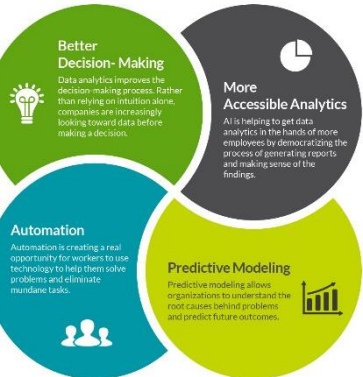 Better
Decision- Making
Data analytics improves the
decision-making process. Rather
than relying on intuition alone,
companies are increasingly
looking toward data before
making a decision.
More
Accessible Analytics
AI is helping to get data
analytics in the hands of more
employees by democratizing the
process of generating reports
and making sense of the
findings.
Automation
Automation is creating a real
opportunity for workers to use
technology to help them solve
problems and eliminate
mundane tasks.
Predictive Modeling
Predictive modeling allows
organizations to understand the
root causes behind problems
and predict future outcomes.